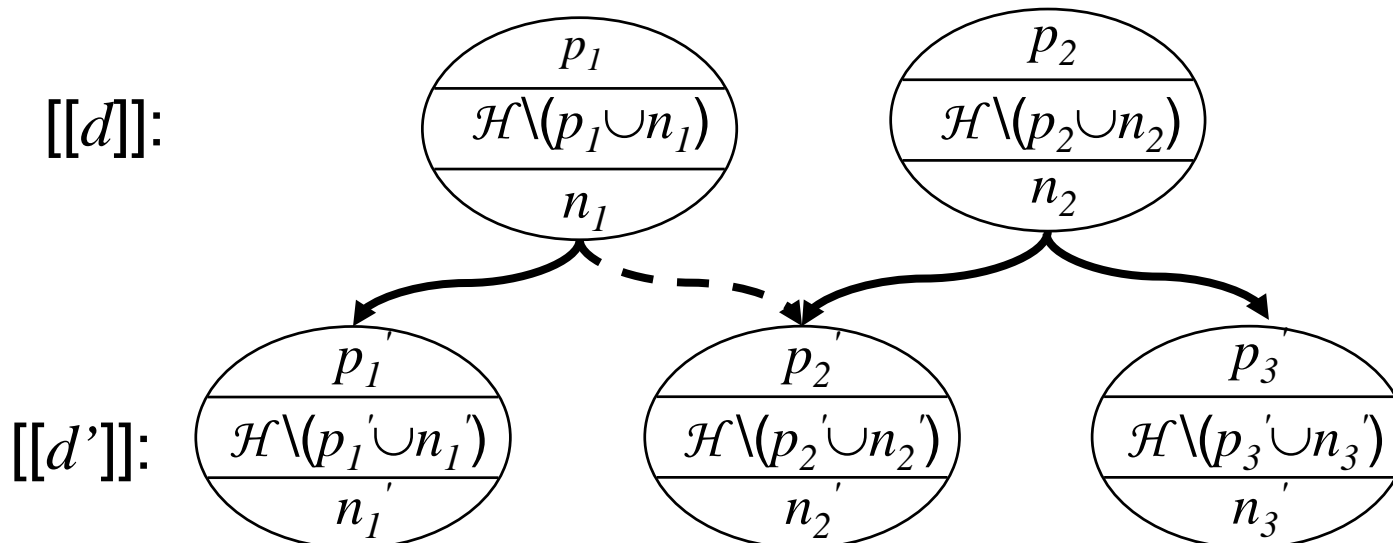 p₁ p₂
[[d]]: ℋ\(p₁∪n₁) ℋ\(p₂∪n₂)
n₁ n₂
p₁' p₂' p₃'
[[d’]]: ℋ\(p₁'∪n₁') ℋ\(p₂'∪n₂') ℋ\(p₃'∪n₃')
n₁' n₂' n₃'